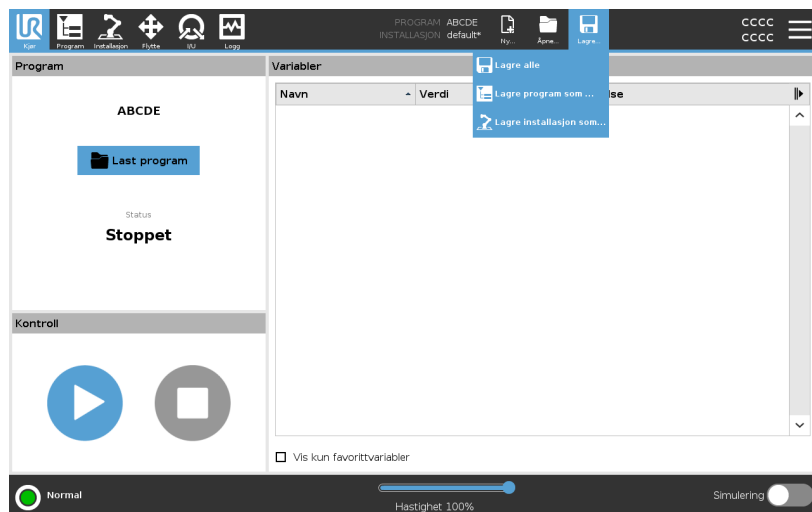 UR
PROGRAM ABCDE
INSTALLASJON default*
CCCC
CCCC
Kjør Program Installasjon Flytte I/U Logg Ny... Åpne... Lagre...
Program
Variabler
Lagre alle
Navn Verdi
Lagre program som ...
lse
Lagre installasjon som...
ABCDE
Last program
Status
Stoppet
Kontroll
Vis kun favorittvariabler
Normal
Hastighet 100%
Simulering